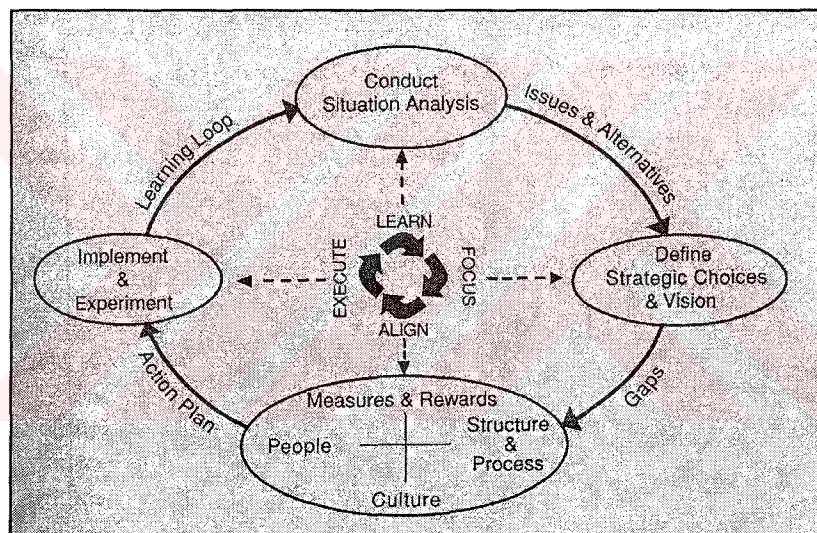 Conduct
Situation Analysis
Issues & Alternatives
Learning Loop
LEARN
EXECUTE
FOCUS
ALIGN
Implement
&
Experiment
Define
Strategic Choices
& Vision
Action Plan
Gaps
Measures & Rewards
People
Structure
&
Process
Culture